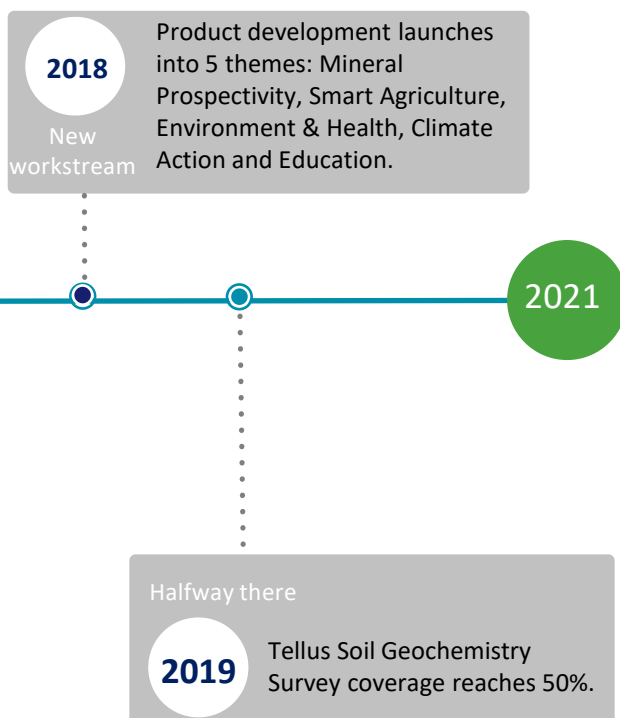 2018
New
workstream
Product development launches
into 5 themes: Mineral
Prospectivity, Smart Agriculture,
Environment & Health, Climate
Action and Education.
2021
Halfway there
2019
Tellus Soil Geochemistry
Survey coverage reaches 50%.